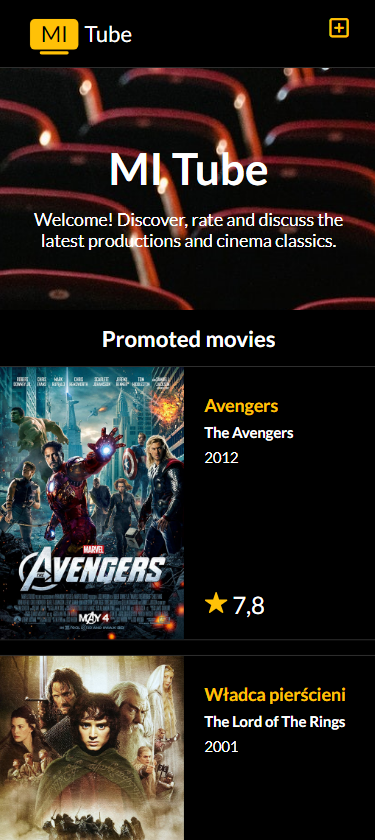 MI Tube
MI Tube
Welcome! Discover, rate and discuss the
latest productions and cinema classics.
Promoted movies
MARVEL
AVENGERS
MAY 4
Avengers
The Avengers
2012
7,8
Władca pierścieni
The Lord of The Rings
2001